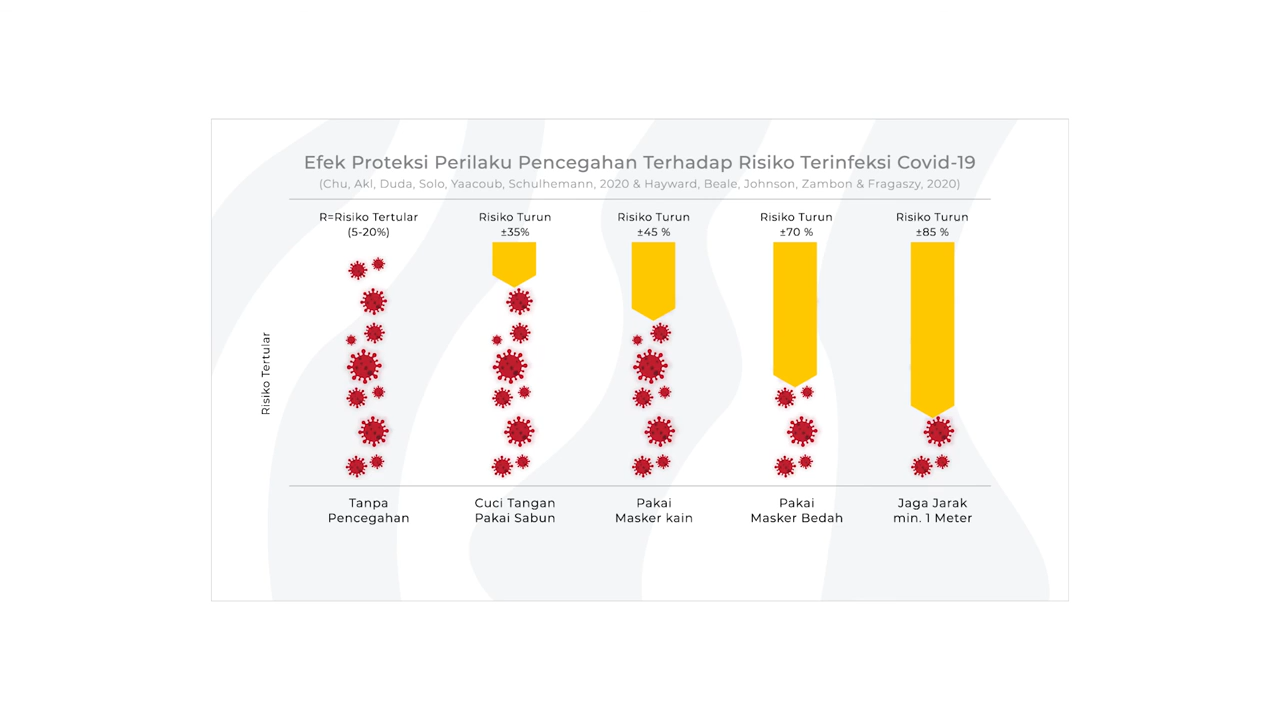 Efek Proteksi Perilaku Pencegahan Terhadap Risiko Terinfeksi Covid-19
(Chu, Akl, Duda, Solo, Yaacoub, Schulhemann, 2020 & Hayward, Beale, Johnson, Zambon & Fragaszy, 2020)
R=Risiko Tertular
(5-20%)
Risiko Turun
±35%
Risiko Turun
±45 %
Risiko Turun
±70 %
Risiko Turun
±85 %
Risiko Tertular
Tanpa
Pencegahan
Cuci Tangan
Pakai Sabun
Pakai
Masker kain
Pakai
Masker Bedah
Jaga Jarak
min. 1 Meter